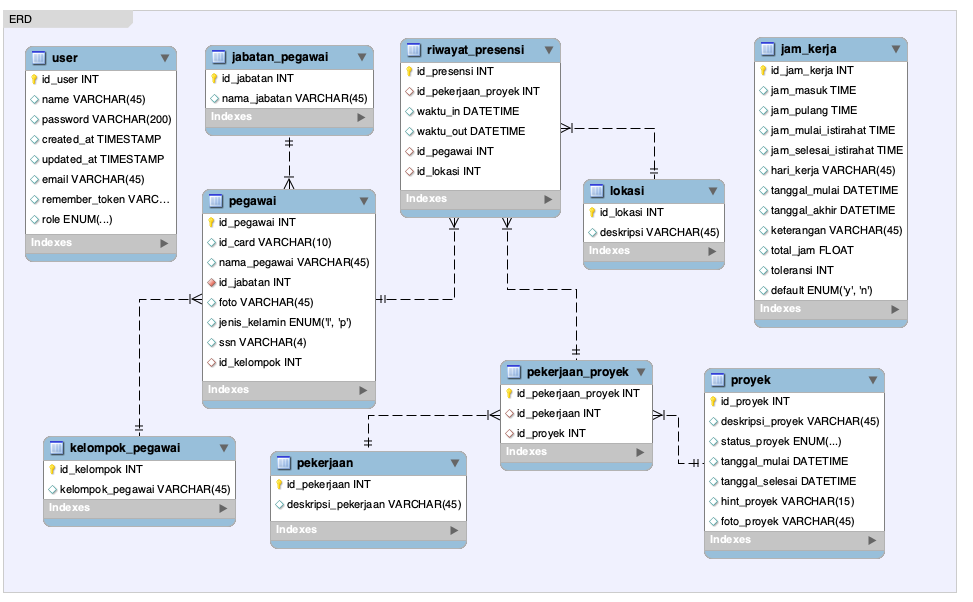 ERD
user
id_user INT
name VARCHAR(45)
password VARCHAR(200)
created_at TIMESTAMP
updated_at TIMESTAMP
email VARCHAR(45)
remember_token VARC...
role ENUM(...)
Indexes
jabatan_pegawai
id_jabatan INT
nama_jabatan VARCHAR(45)
Indexes
riwayat_presensi
id_presensi INT
id_pekerjaan_proyek INT
waktu_in DATETIME
waktu_out DATETIME
id_pegawai INT
id_lokasi INT
Indexes
jam_kerja
id_jam_kerja INT
jam_masuk TIME
jam_pulang TIME
jam_mulai_istirahat TIME
jam_selesai_istirahat TIME
hari_kerja VARCHAR(45)
tanggal_mulai DATETIME
tanggal_akhir DATETIME
keterangan VARCHAR(45)
total_jam FLOAT
toleransi INT
default ENUM('y', 'n')
Indexes
lokasi
id_lokasi INT
deskripsi VARCHAR(45)
Indexes
pegawai
id_pegawai INT
id_card VARCHAR(10)
nama_pegawai VARCHAR(45)
id_jabatan INT
foto VARCHAR(45)
jenis_kelamin ENUM('l', 'p')
ssn VARCHAR(4)
id_kelompok INT
Indexes
pekerjaan_proyek
id_pekerjaan_proyek INT
id_pekerjaan INT
id_proyek INT
Indexes
proyek
id_proyek INT
deskripsi_proyek VARCHAR(45)
status_proyek ENUM(...)
tanggal_mulai DATETIME
tanggal_selesai DATETIME
hint_proyek VARCHAR(15)
foto_proyek VARCHAR(45)
Indexes
kelompok_pegawai
id_kelompok INT
kelompok_pegawai VARCHAR(45)
Indexes
pekerjaan
id_pekerjaan INT
deskripsi_pekerjaan VARCHAR(45)
Indexes